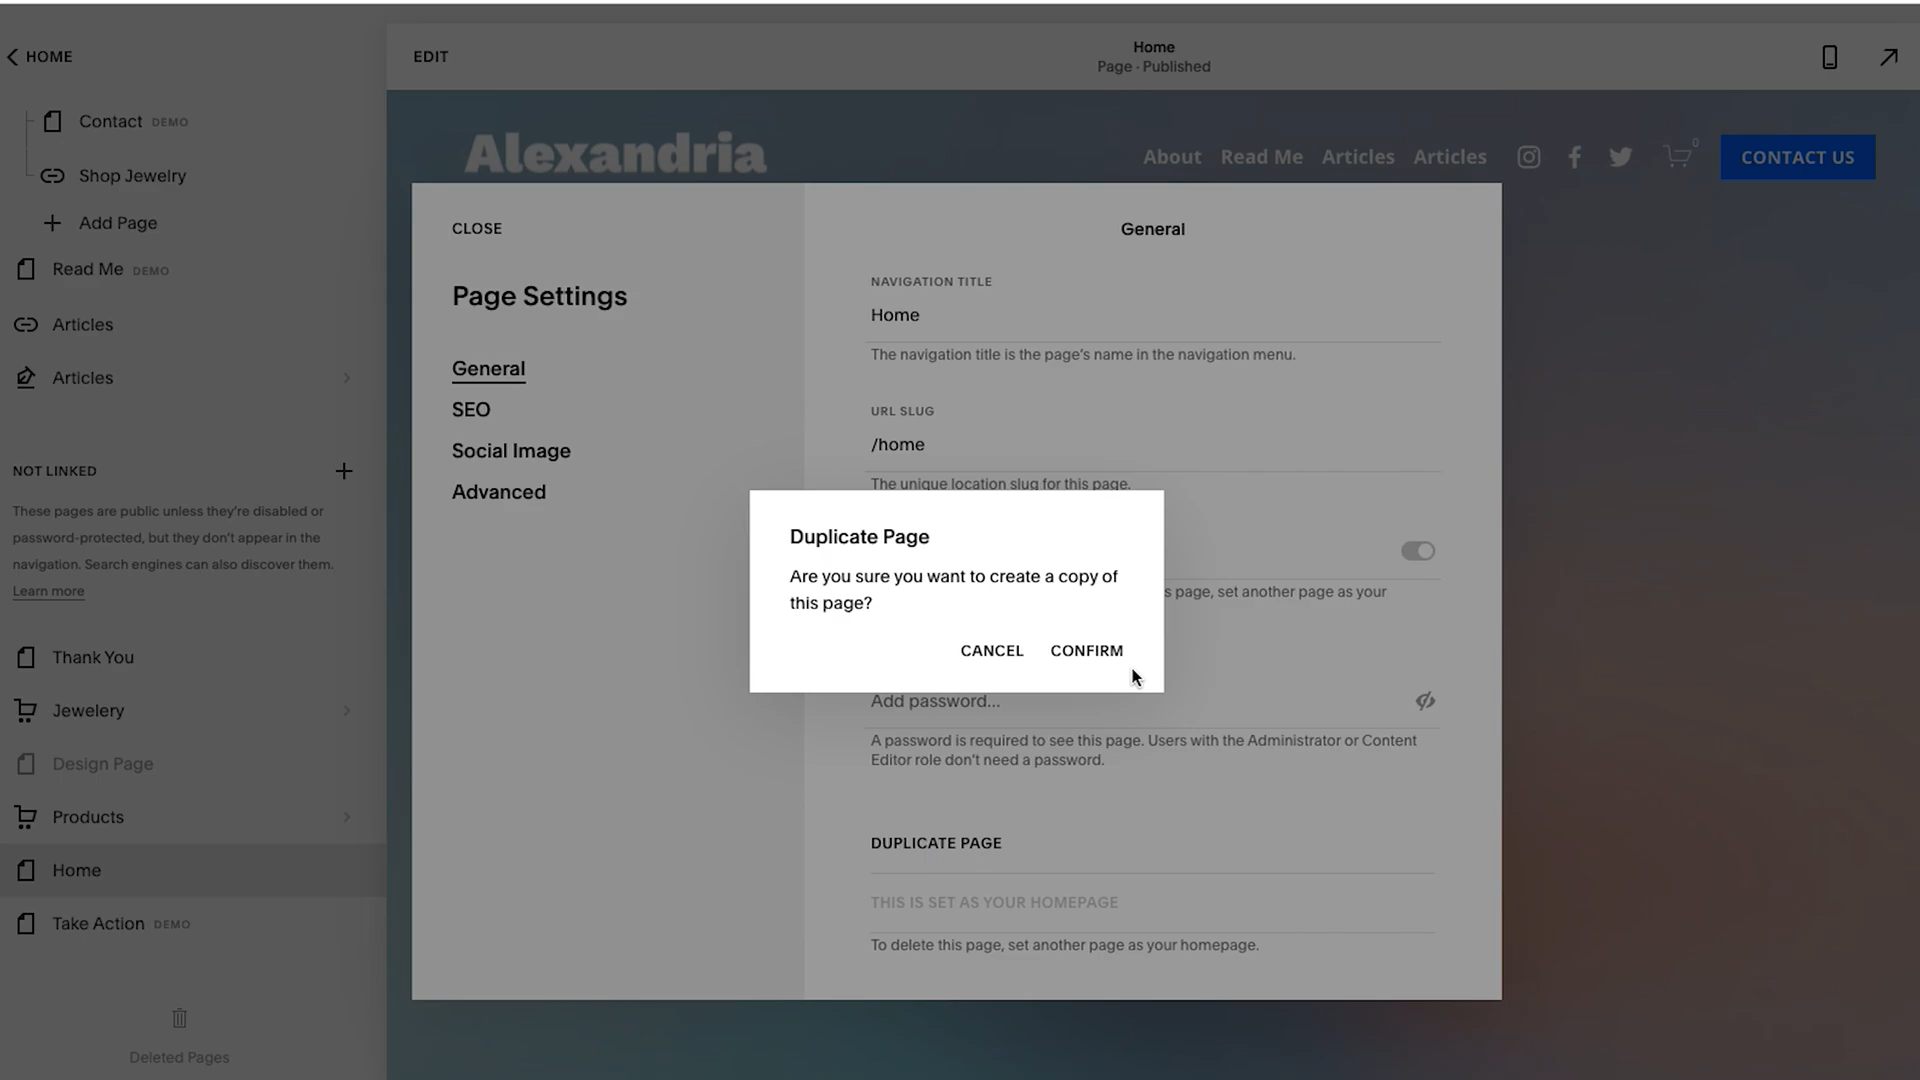 HOME
Contact DEMO
Shop Jewelry
Add Page
Read Me DEMO
Articles
Articles
NOT LINKED
These pages are public unless they're disabled or
password-protected, but they don't appear in the
navigation. Search engines can also discover them.
Learn more
Thank You
Jewelery
Design Page
Products
Home
Take Action DEMO
Deleted Pages
EDIT
Home
Page · Published
Alexandria
About Read Me Articles Articles 0 CONTACT US
CLOSE
Page Settings
General
SEO
Social Image
Advanced
General
NAVIGATION TITLE
Home
The navigation title is the page's name in the navigation menu.
URL SLUG
/home
The unique location slug for this page.
s page, set another page as your
Duplicate Page
Are you sure you want to create a copy of
this page?
CANCEL CONFIRM
Add password...
A password is required to see this page. Users with the Administrator or Content
Editor role don't need a password.
DUPLICATE PAGE
THIS IS SET AS YOUR HOMEPAGE
To delete this page, set another page as your homepage.